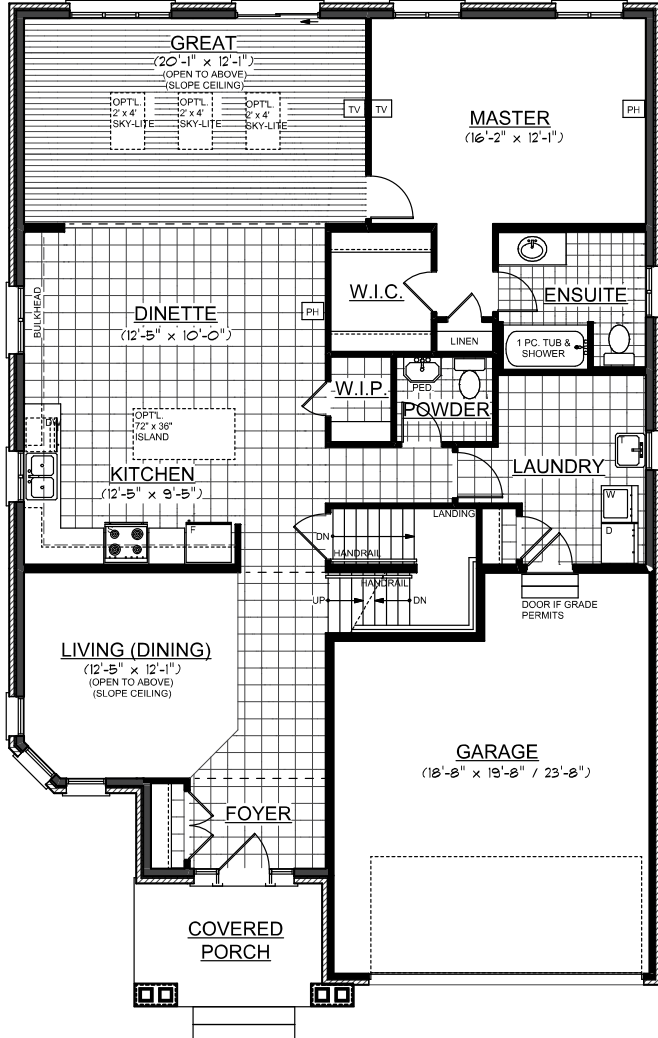 GREAT
(20'-1" x 12'-1")
(OPEN TO ABOVE)
(SLOPE CEILING)
OPT'L.
2' x 4'
SKY-LITE
OPT'L.
2' x 4'
SKY-LITE
OPT'L.
2' x 4'
SKY-LITE
TV
TV
PH
MASTER
(16'-2" x 12'-1")
BULKHEAD
DINETTE
(12'-5" x 10'-0")
PH
W.I.C.
LINEN
ENSUITE
1 PC. TUB &
SHOWER
W.I.P.
PED.
POWDER
OPT'L.
72" x 36"
ISLAND
KITCHEN
(12'-5" x 9'-5")
F
LAUNDRY
W
D
LANDING
DN
HANDRAIL
HANDRAIL
UP
DN
DOOR IF GRADE
PERMITS
LIVING (DINING)
(12'-5" x 12'-1")
(OPEN TO ABOVE)
(SLOPE CEILING)
GARAGE
(18'-8" x 19'-8" / 23'-8")
FOYER
COVERED
PORCH